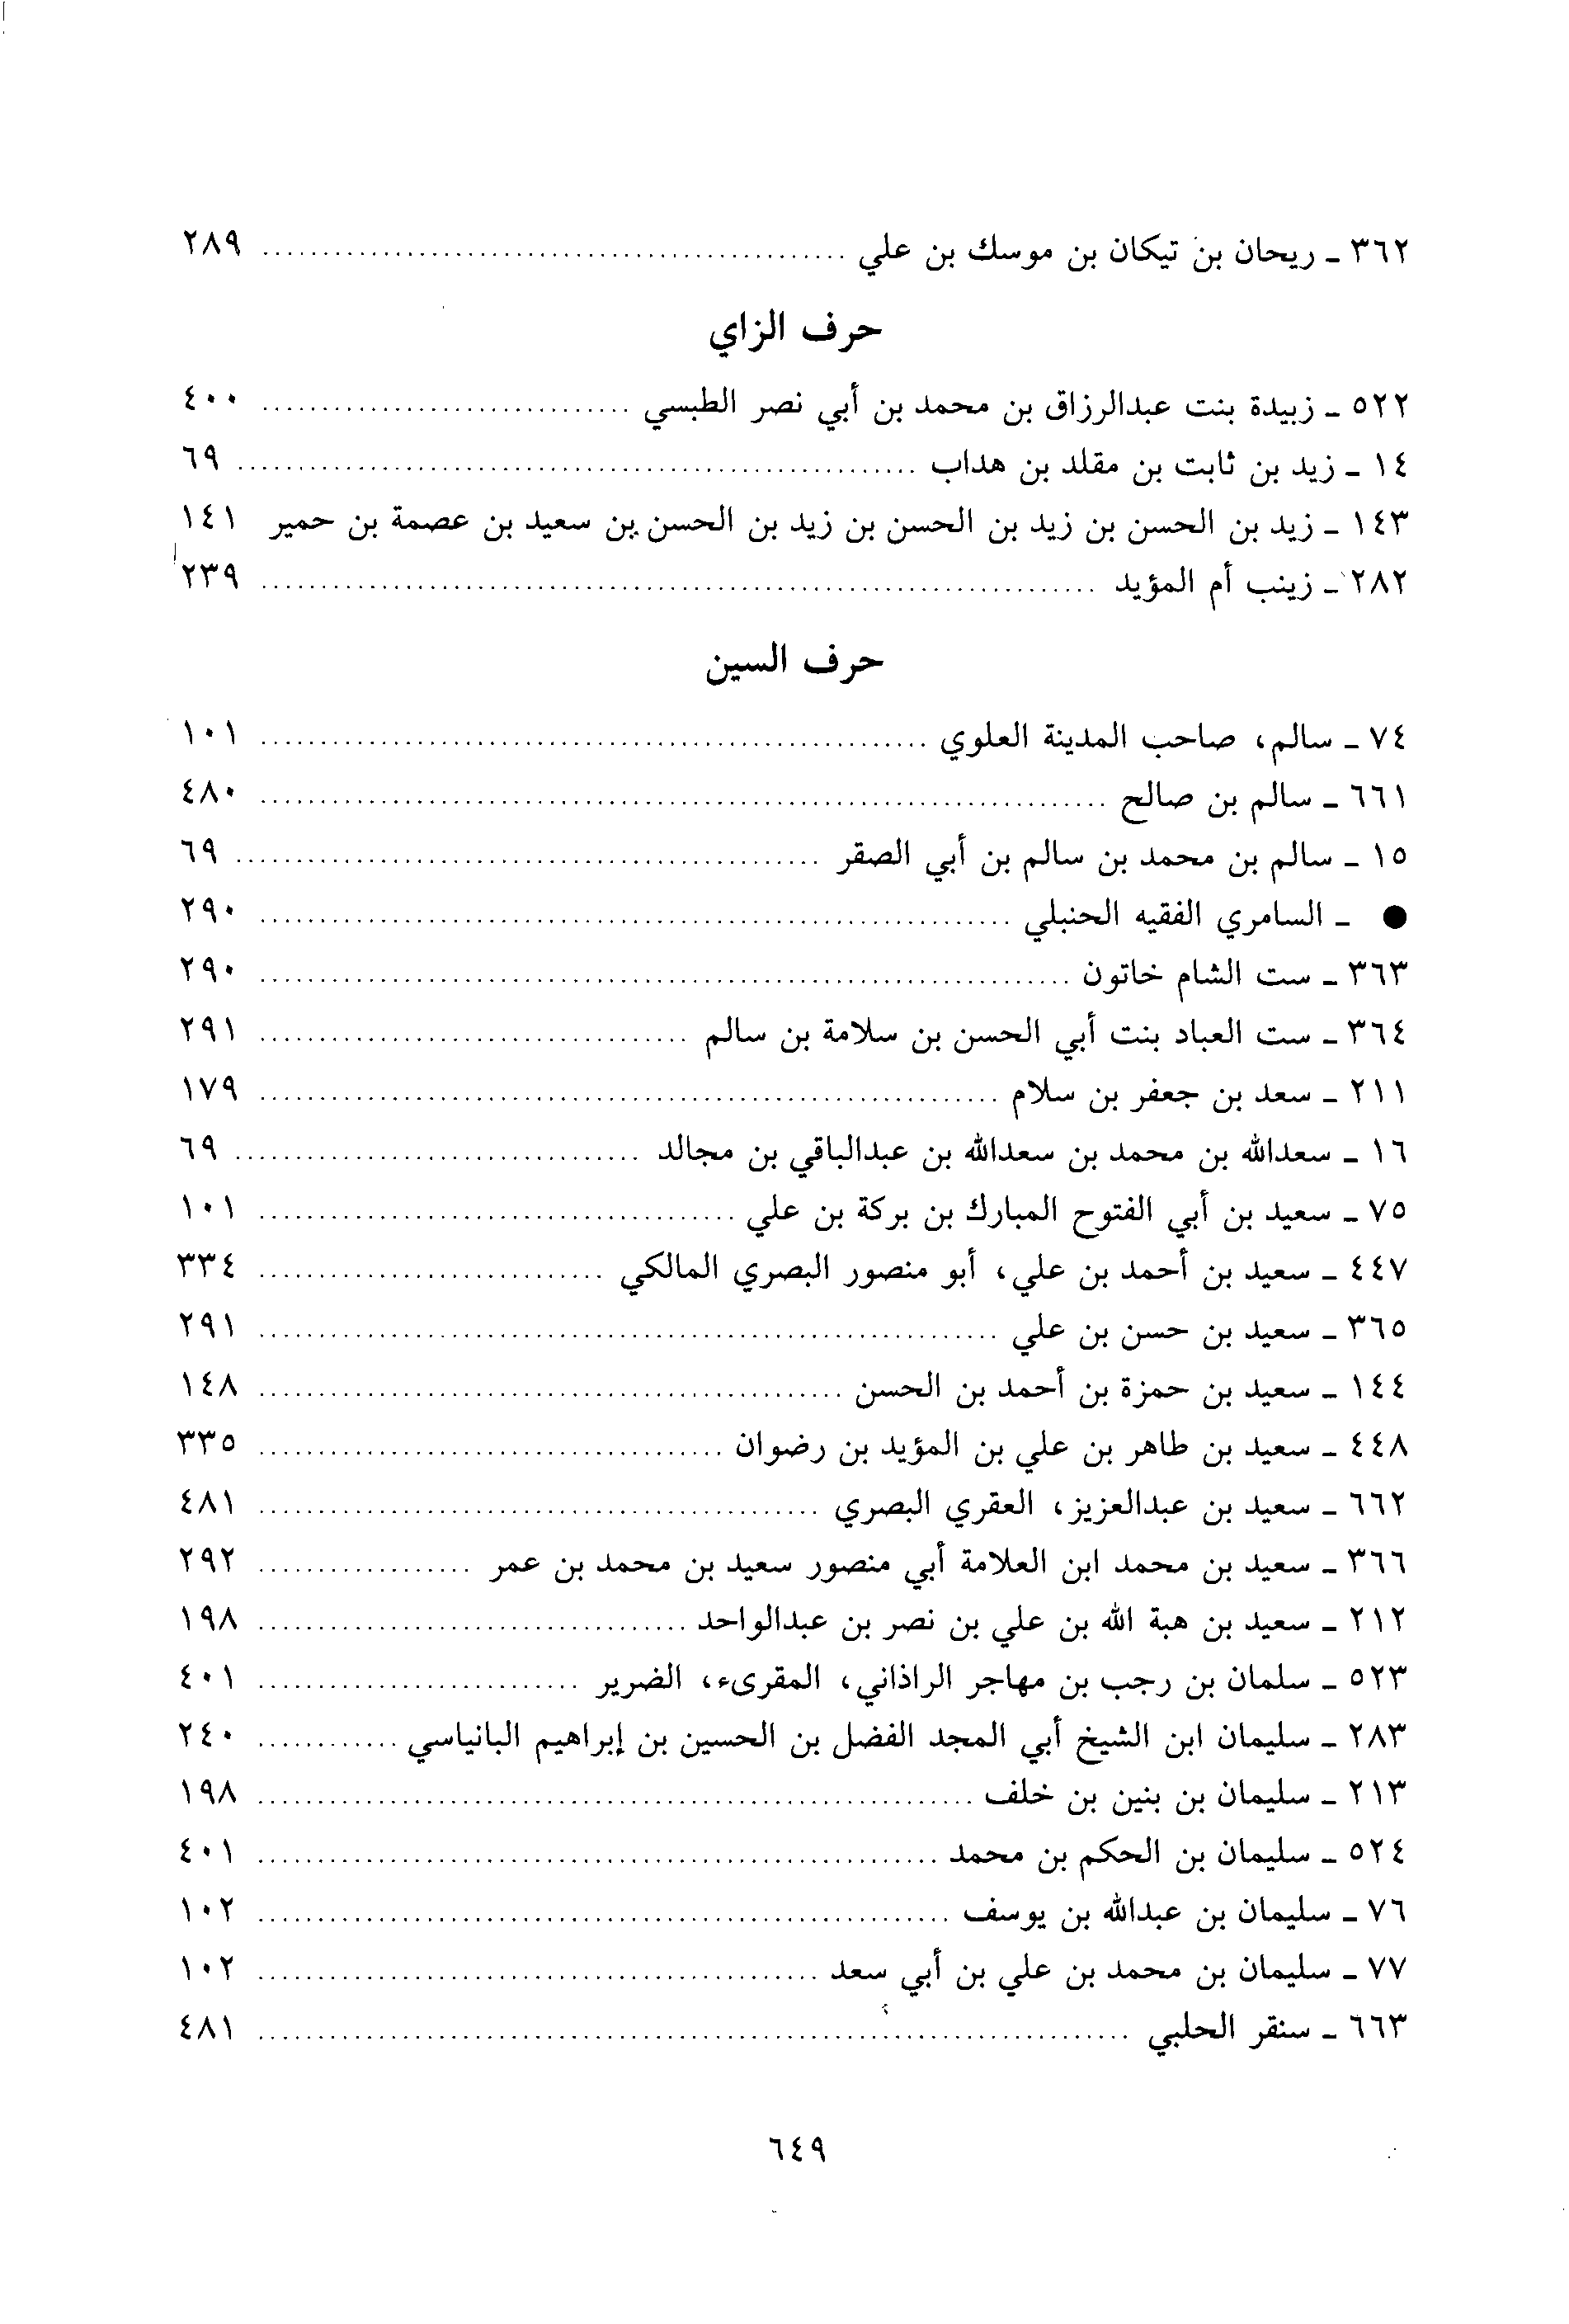 ٣٦٢ ـ ريحان بن تيكان بن موسك بن علي ........ ٢٨٩
حرف الزاي
٥٢٢ ـ زبيدة بنت عبدالرزاق بن محمد بن أبي نصر الطبسي ........ ٤٠٠
١٤ ـ زيد بن ثابت بن مقلد بن هداب ........ ٦٩
١٤٣ ـ زيد بن الحسن بن زيد بن الحسن بن زيد بن الحسن بن سعيد بن عصمة بن حمير ١٤١
٢٨٢ ـ زينب أم المؤيد ........ ٢٣٩
حرف السين
٧٤ ـ سالم، صاحب المدينة العلوي ........ ١٠١
٦٦١ ـ سالم بن صالح ........ ٤٨٠
١٥ ـ سالم بن محمد بن سالم بن أبي الصقر ........ ٦٩
● ـ السامري الفقيه الحنبلي ........ ٢٩٠
٣٦٣ ـ ست الشام خاتون ........ ٢٩٠
٣٦٤ ـ ست العباد بنت أبي الحسن بن سلامة بن سالم ........ ٢٩١
٢١١ ـ سعد بن جعفر بن سلام ........ ١٧٩
١٦ ـ سعدالله بن محمد بن سعدالله بن عبدالباقي بن مجالد ........ ٦٩
٧٥ ـ سعيد بن أبي الفتوح المبارك بن بركة بن علي ........ ١٠١
٤٤٧ ـ سعيد بن أحمد بن علي، أبو منصور البصري المالكي ........ ٣٣٤
٣٦٥ ـ سعيد بن حسن بن علي ........ ٢٩١
١٤٤ ـ سعيد بن حمزة بن أحمد بن الحسن ........ ١٤٨
٤٤٨ ـ سعيد بن طاهر بن علي بن المؤيد بن رضوان ........ ٣٣٥
٦٦٢ ـ سعيد بن عبدالعزيز، العقري البصري ........ ٤٨١
٣٦٦ ـ سعيد بن محمد ابن العلامة أبي منصور سعيد بن محمد بن عمر ........ ٢٩٢
٢١٢ ـ سعيد بن هبة الله بن علي بن نصر بن عبدالواحد ........ ١٩٨
٥٢٣ ـ سلمان بن رجب بن مهاجر الراذاني، المقرىء، الضرير ........ ٤٠١
٢٨٣ ـ سليمان ابن الشيخ أبي المجد الفضل بن الحسين بن إبراهيم البانياسي ........ ٢٤٠
٢١٣ ـ سليمان بن بنين بن خلف ........ ١٩٨
٥٢٤ ـ سليمان بن الحكم بن محمد ........ ٤٠١
٧٦ ـ سليمان بن عبدالله بن يوسف ........ ١٠٢
٧٧ ـ سليمان بن محمد بن علي بن أبي سعد ........ ١٠٢
٦٦٣ ـ سنقر الحلبي ........ ٤٨١
٦٤٩